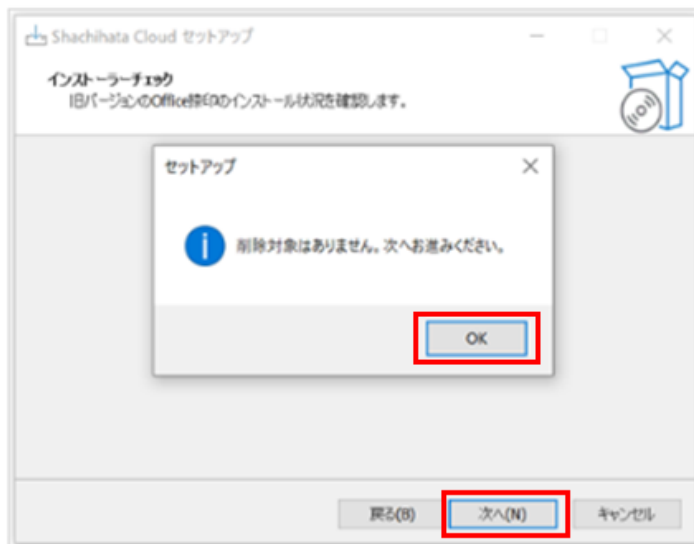 Shachihata Cloud セットアップ
インストーラーチェック
旧バージョンのOffice捺印のインストール状況を確認します。
セットアップ
削除対象はありません。次へお進みください。
OK
戻る(B) 次へ(N) キャンセル